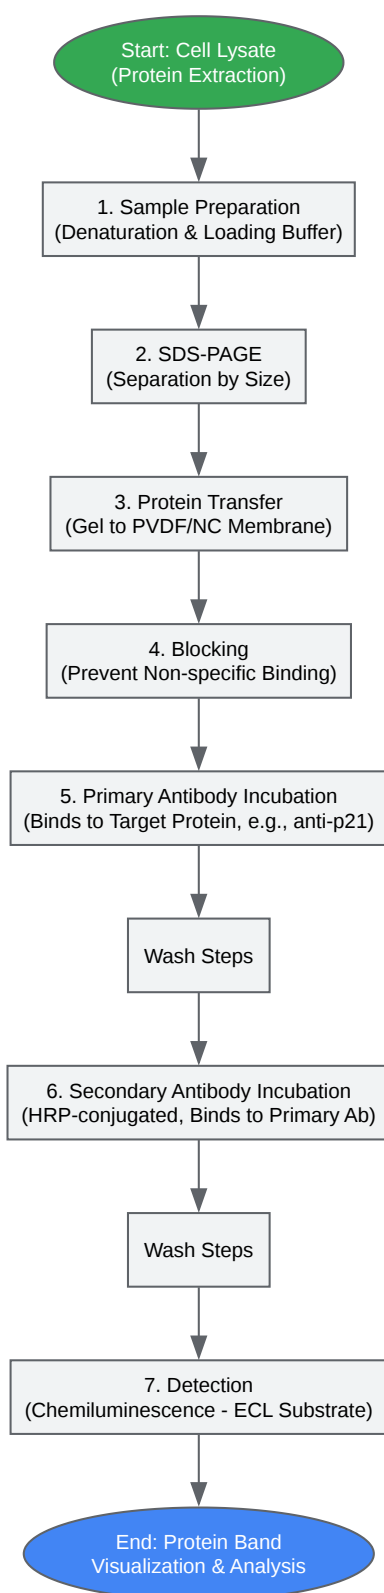 Start: Cell Lysate
(Protein Extraction)
1. Sample Preparation
(Denaturation & Loading Buffer)
2. SDS-PAGE
(Separation by Size)
3. Protein Transfer
(Gel to PVDF/NC Membrane)
4. Blocking
(Prevent Non-specific Binding)
5. Primary Antibody Incubation
(Binds to Target Protein, e.g., anti-p21)
Wash Steps
6. Secondary Antibody Incubation
(HRP-conjugated, Binds to Primary Ab)
Wash Steps
7. Detection
(Chemiluminescence - ECL Substrate)
End: Protein Band
Visualization & Analysis